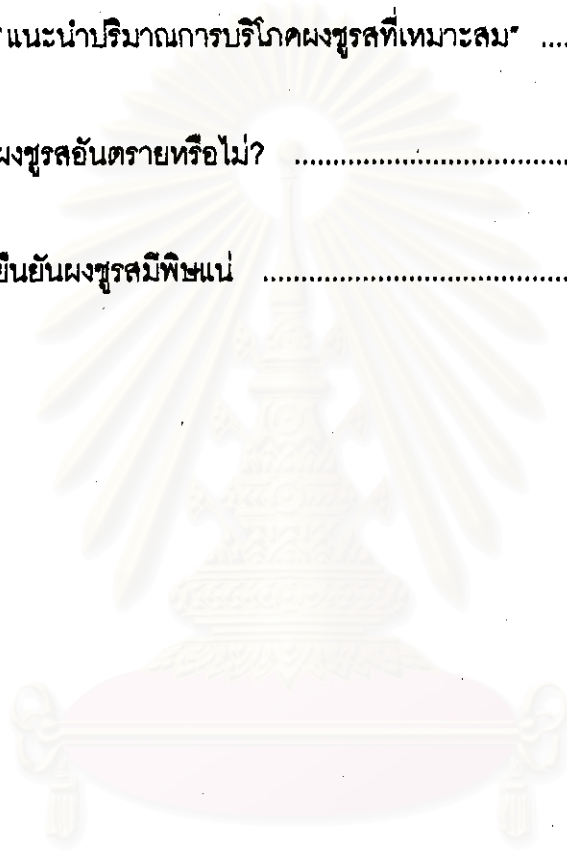 "แนะนำปริมาณการบริโภคผงชูรสที่เหมาะสม" ....
ผงชูรสอันตรายหรือไม่? ....................................
ยืนยันผงชูรสมีพิษแน่ ........................................